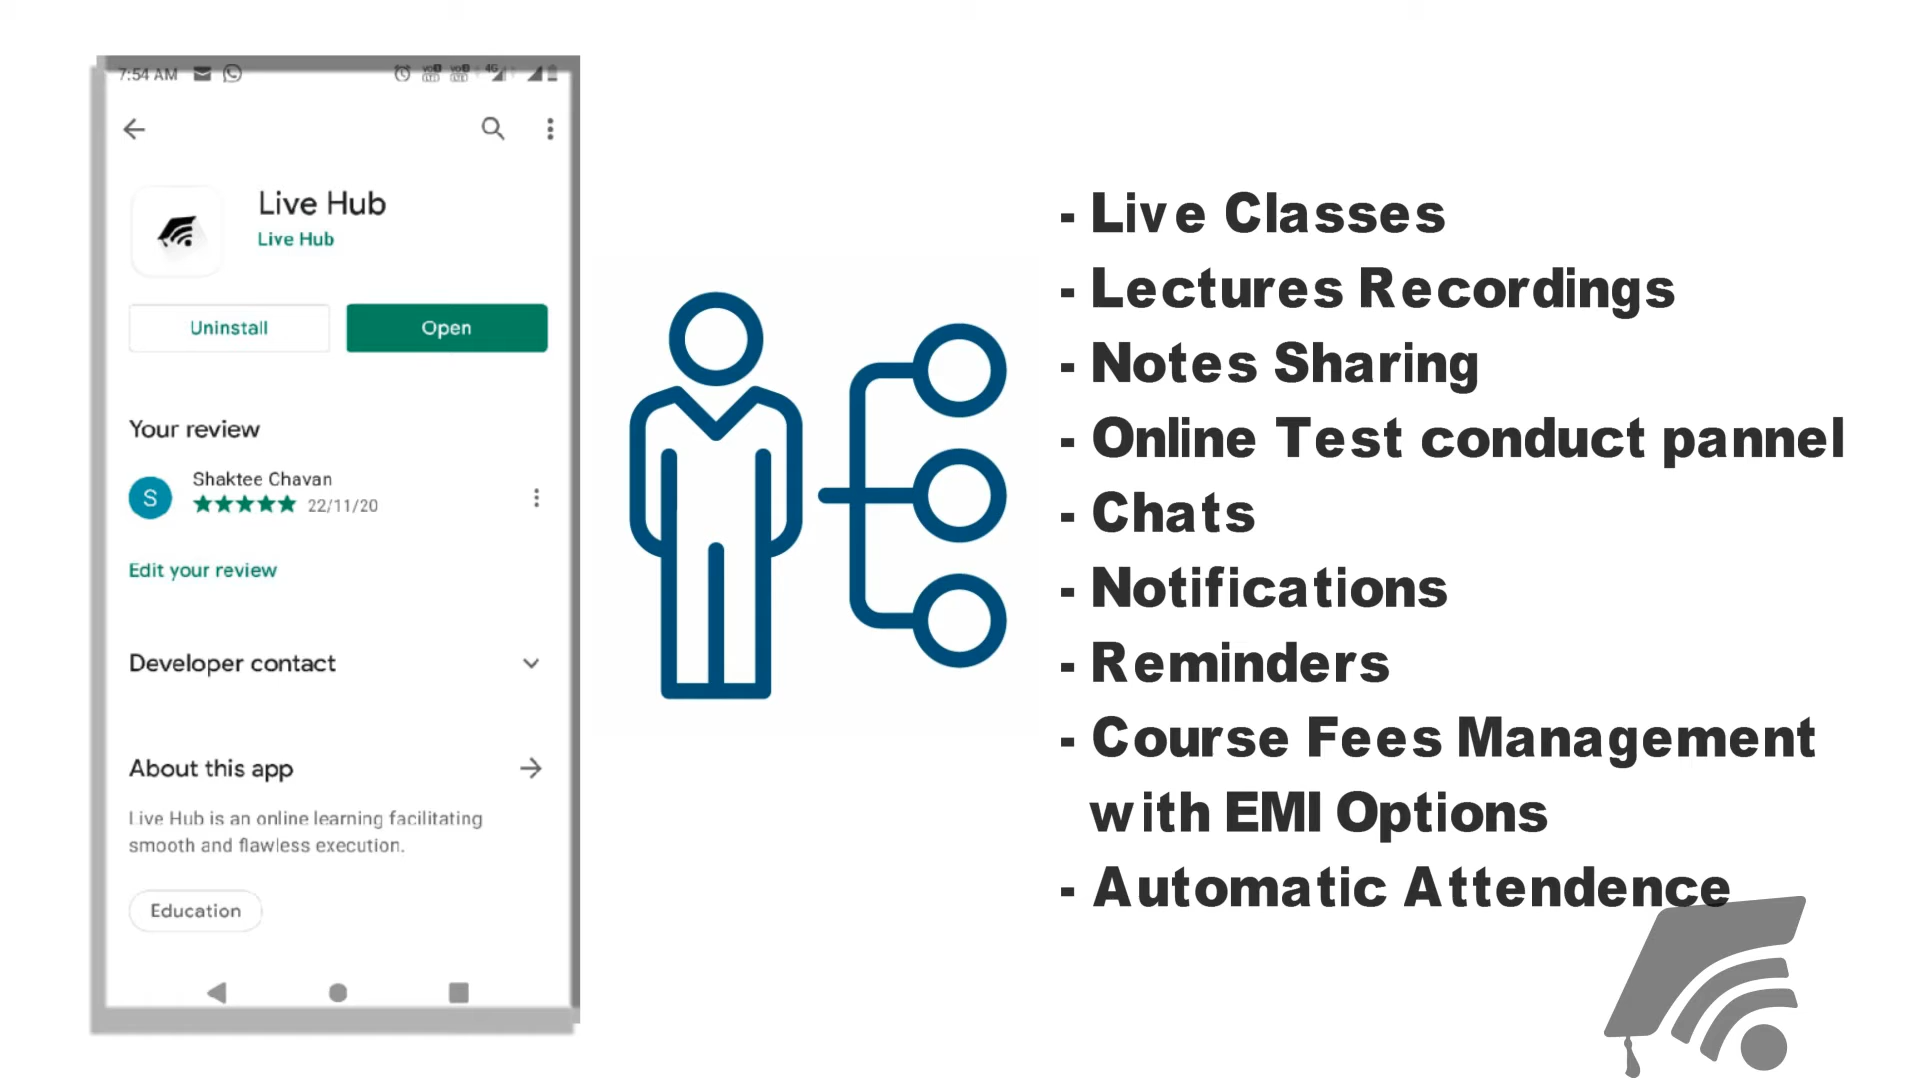 7:54 AM
4G
Live Hub
Live Hub
Uninstall
Open
Your review
S
Shaktee Chavan
22/11/20
Edit your review
Developer contact
About this app
Live Hub is an online learning facilitating
smooth and flawless execution.
Education
- Live Classes
- Lectures Recordings
- Notes Sharing
- Online Test conduct pannel
- Chats
- Notifications
- Reminders
- Course Fees Management
with EMI Options
- Automatic Attendence